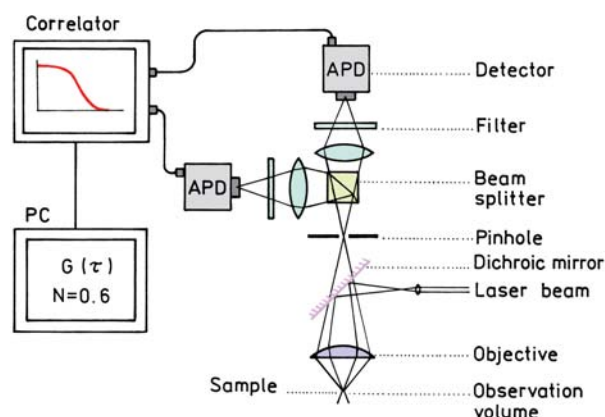 Correlator
APD
Detector
Filter
APD
Beam
splitter
PC
G(τ)
N=0.6
Pinhole
Dichroic mirror
Laser beam
Objective
Sample
Observation
volume